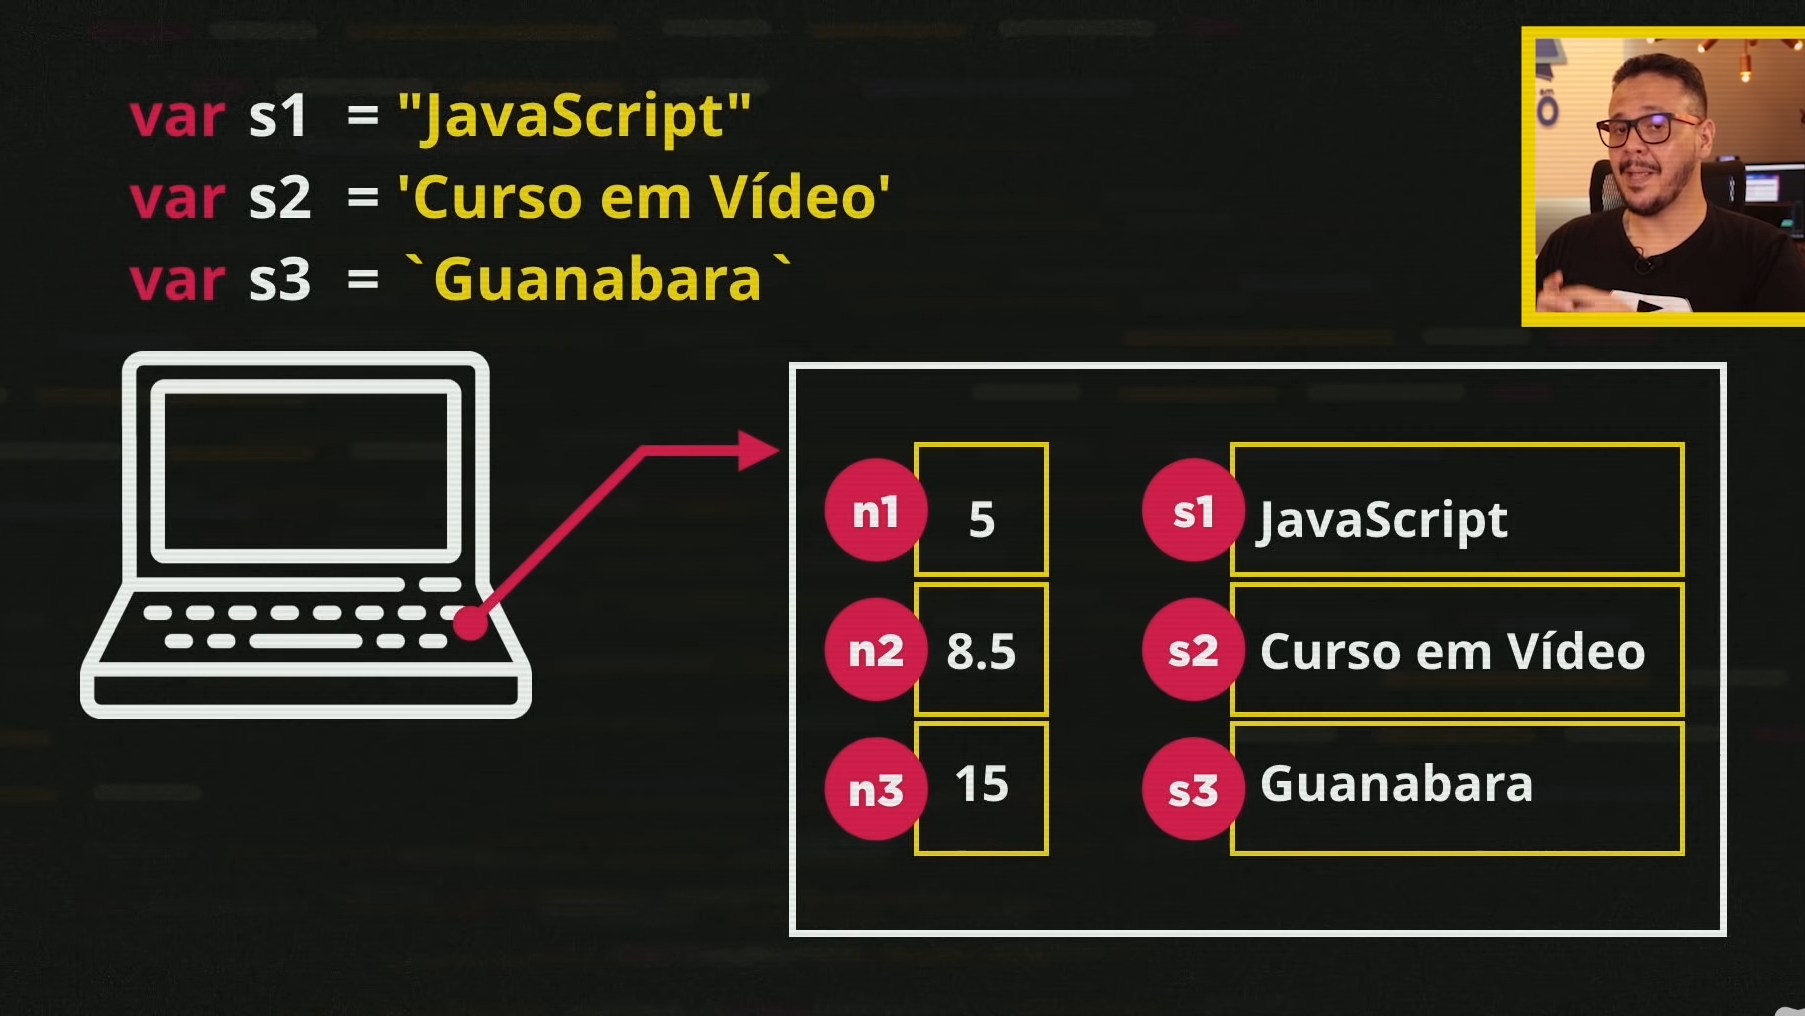 var s1 = "JavaScript"
var s2 = 'Curso em Vídeo'
var s3 = `Guanabara`
n1 5 s1 JavaScript
n2 8.5 s2 Curso em Vídeo
n3 15 s3 Guanabara